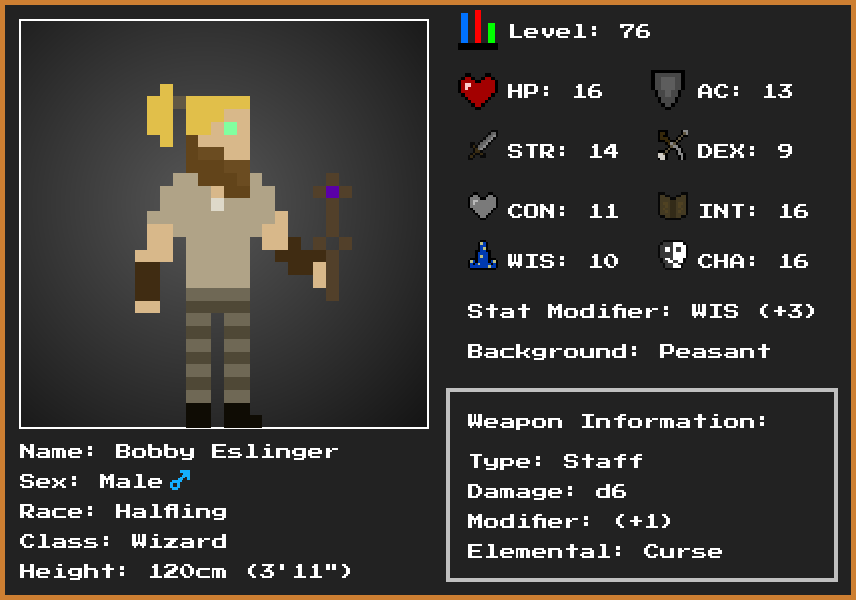 Level: 76
HP: 16
AC: 13
STR: 14
DEX: 9
CON: 11
INT: 16
WIS: 10
CHA: 16
Stat Modifier: WIS (+3)
Background: Peasant
Weapon Information:
Type: Staff
Damage: d6
Modifier: (+1)
Elemental: Curse
Name: Bobby Eslinger
Sex: Male♂
Race: Halfling
Class: Wizard
Height: 120cm (3'11")